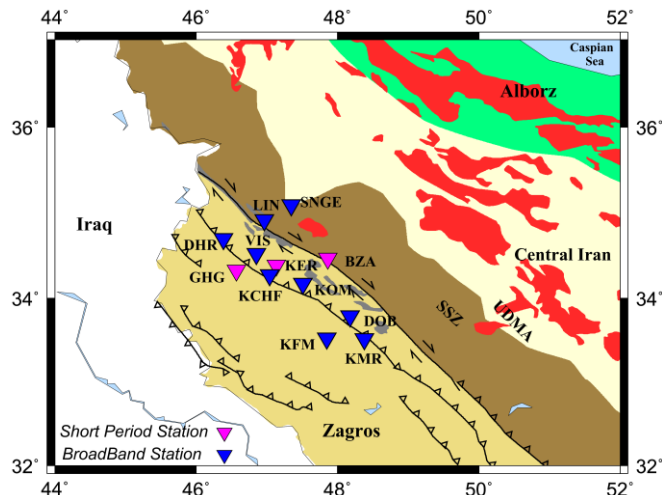 44˚ 46˚ 48˚ 50˚ 52˚
Caspian
Sea
Alborz
36˚ 36˚
LIN SNGE
Iraq
DHR VIS
BZA
Central Iran
GHG KER
KCHF KOM
34˚ 34˚
DOB
SSZ UDMA
KFM KMR
Short Period Station
BroadBand Station
Zagros
32˚ 32˚
44˚ 46˚ 48˚ 50˚ 52˚